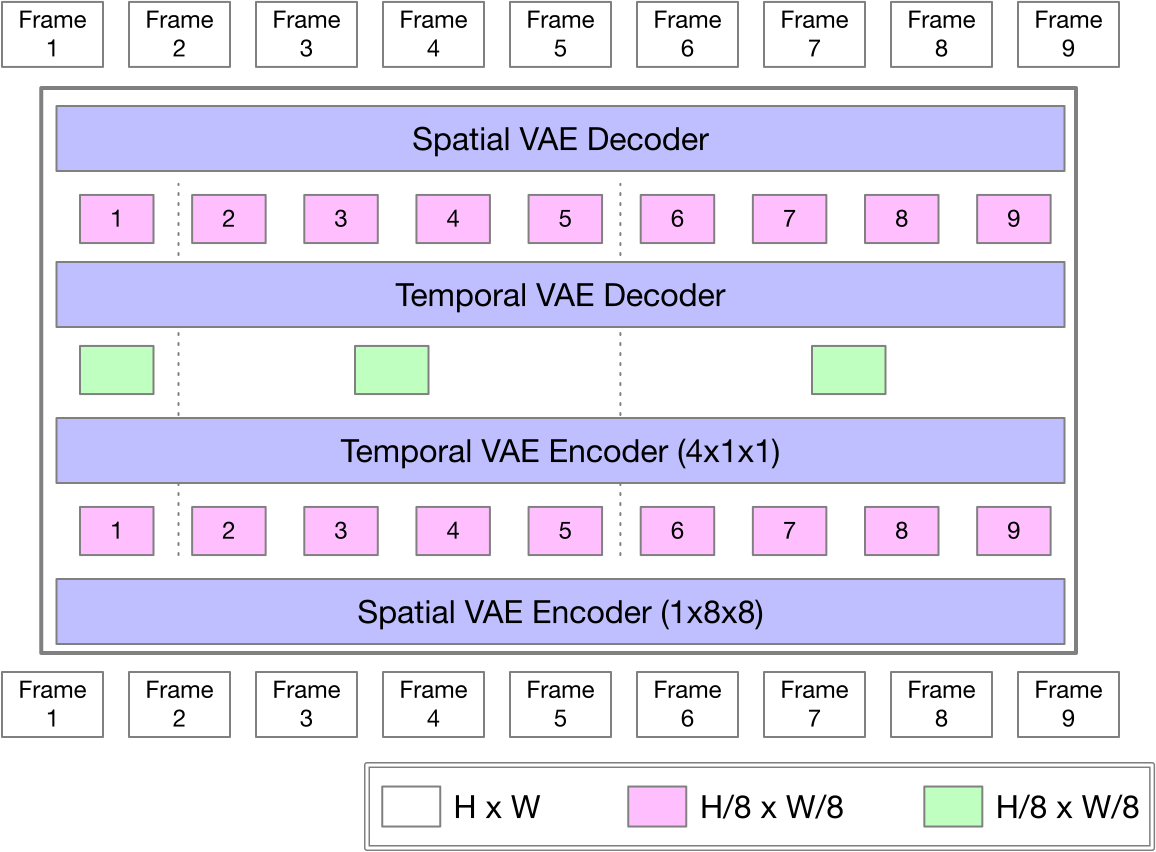 Frame 1 Frame 2 Frame 3 Frame 4 Frame 5 Frame 6 Frame 7 Frame 8 Frame 9
Spatial VAE Decoder
1 2 3 4 5 6 7 8 9
Temporal VAE Decoder
Temporal VAE Encoder (4x1x1)
1 2 3 4 5 6 7 8 9
Spatial VAE Encoder (1x8x8)
Frame 1 Frame 2 Frame 3 Frame 4 Frame 5 Frame 6 Frame 7 Frame 8 Frame 9
H x W H/8 x W/8 H/8 x W/8